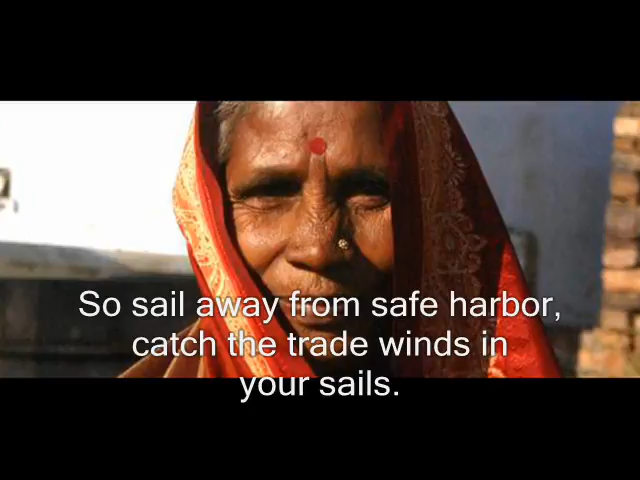 So sail away from safe harbor,
catch the trade winds in
your sails.